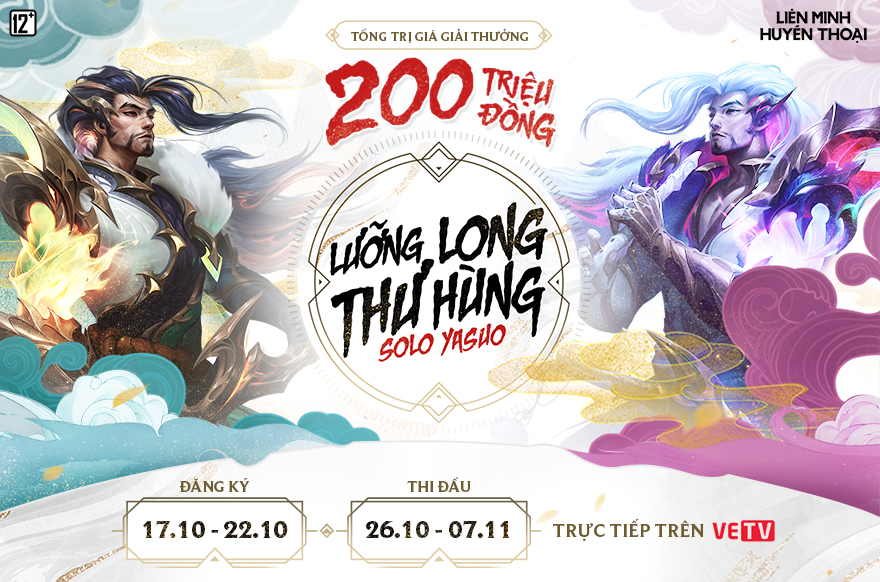 12+
LIÊN MINH
HUYỀN THOẠI
TỔNG TRỊ GIÁ GIẢI THƯỞNG
200 TRIỆU
ĐỒNG
LƯỠNG LONG
THƯ HÙNG
SOLO YASUO
ĐĂNG KÝ
17.10 - 22.10
THI ĐẤU
26.10 - 07.11
TRỰC TIẾP TRÊN VETV